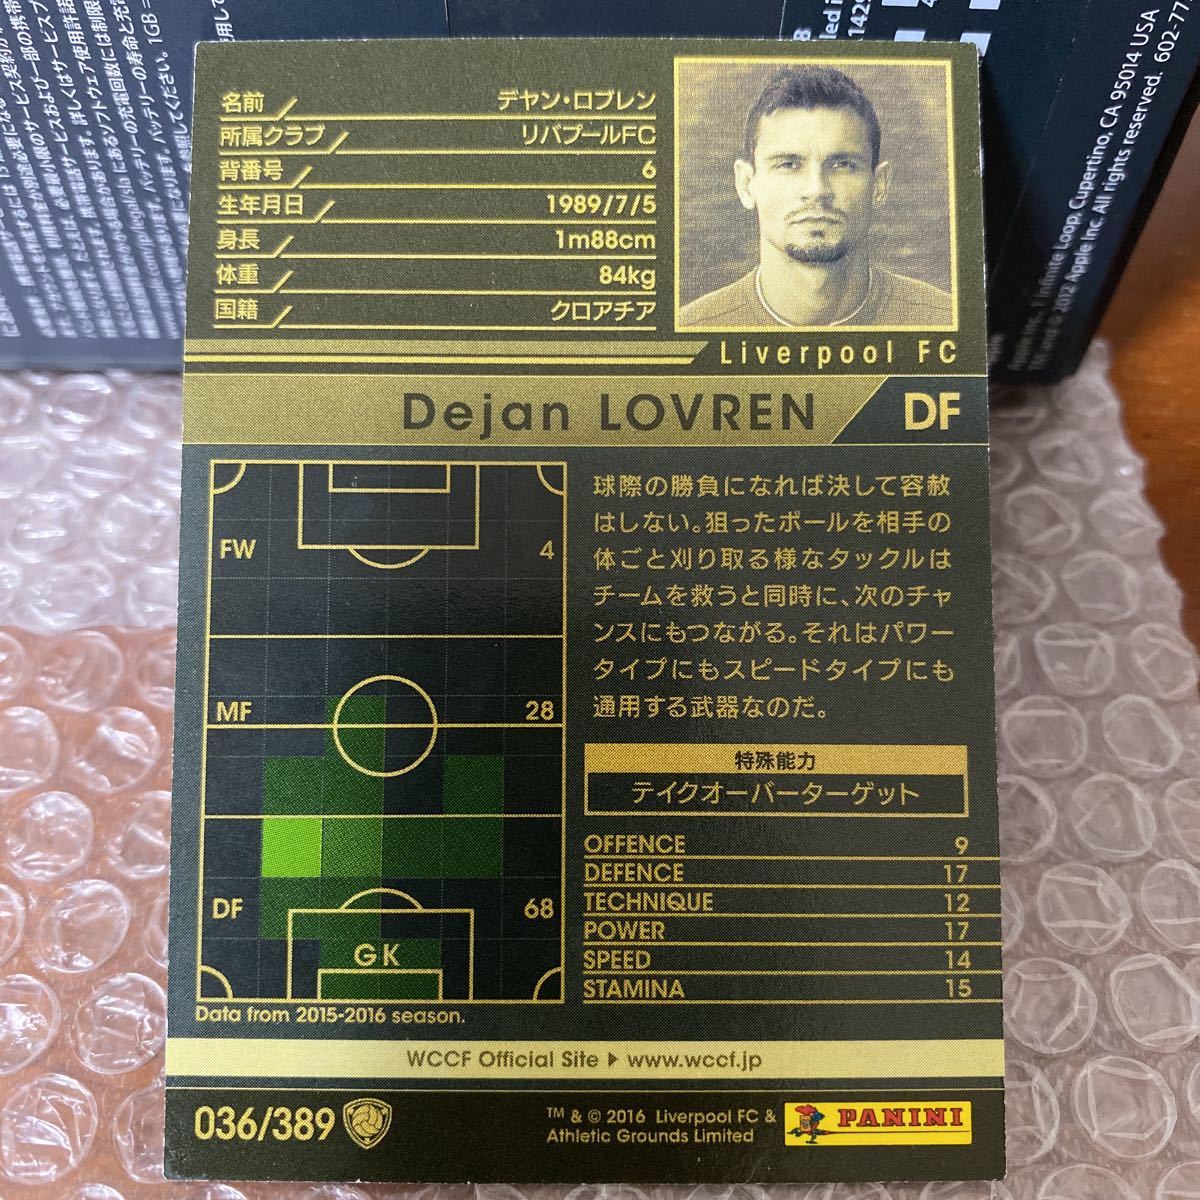 名前 デヤン・ロブレン
所属クラブ リバプールFC
背番号 6
生年月日 1989/7/5
身長 1m88cm
体重 84kg
国籍 クロアチア
Liverpool FC
Dejan LOVREN DF
FW 4
MF 28
DF 68
GK
Data from 2015-2016 season.
球際の勝負になれば決して容赦
はしない。狙ったボールを相手の
体ごと刈り取る様なタックルは
チームを救うと同時に、次のチャ
ンスにもつながる。それはパワー
タイプにもスピードタイプにも
通用する武器なのだ。
特殊能力
テイクオーバーターゲット
OFFENCE 9
DEFENCE 17
TECHNIQUE 12
POWER 17
SPEED 14
STAMINA 15
WCCF Official Site ▶ www.wccf.jp
036/389
TM & © 2016 Liverpool FC &
Athletic Grounds Limited
PANINI
Apple Inc. 1 Infinite Loop, Cupertino, CA 95014 USA
2012 Apple Inc. All rights reserved. 602-77